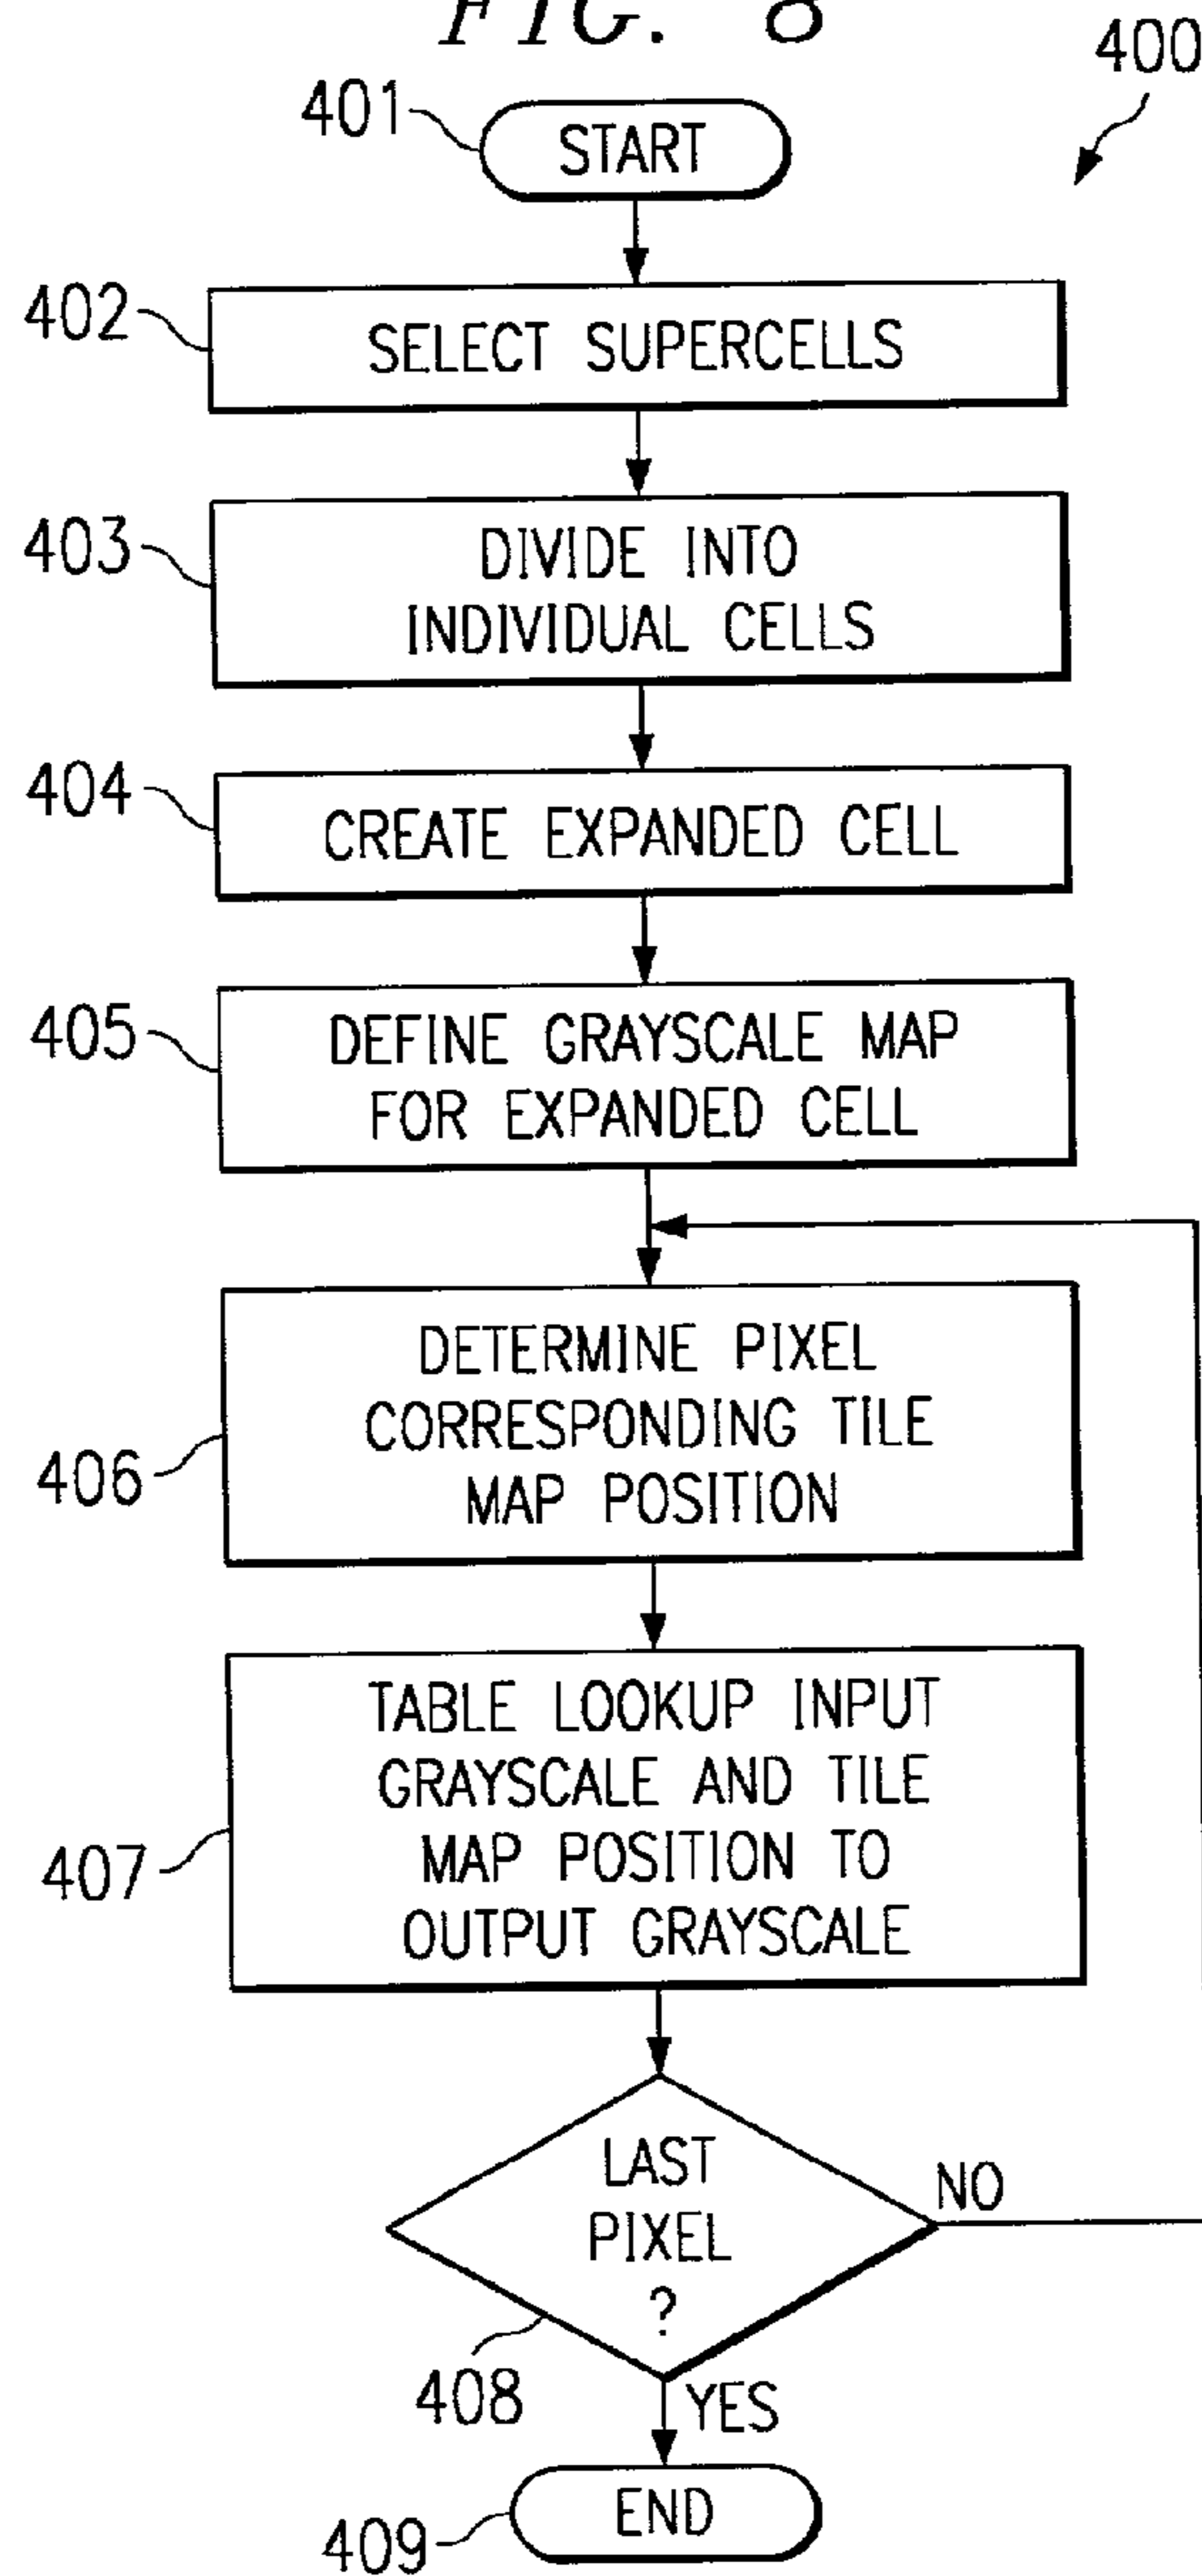 FIG. 8
400
401
START
402
SELECT SUPERCELLS
403
DIVIDE INTO
INDIVIDUAL CELLS
404
CREATE EXPANDED CELL
405
DEFINE GRAYSCALE MAP
FOR EXPANDED CELL
406
DETERMINE PIXEL
CORRESPONDING TILE
MAP POSITION
407
TABLE LOOKUP INPUT
GRAYSCALE AND TILE
MAP POSITION TO
OUTPUT GRAYSCALE
LAST
PIXEL
?
NO
408
YES
409
END